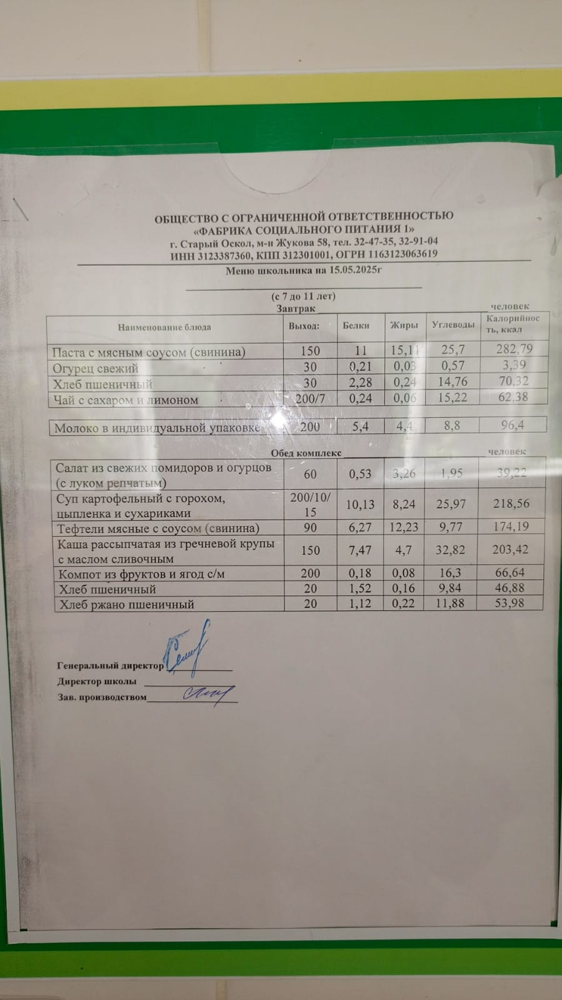 ОБЩЕСТВО С ОГРАНИЧЕННОЙ ОТВЕТСТВЕННОСТЬЮ
«ФАБРИКА СОЦИАЛЬНОГО ПИТАНИЯ 1»
г. Старый Оскол, м-н Жукова 58, тел. 32-47-35, 32-91-04
ИНН 3123387360, КПП 312301001, ОГРН 1163123063619
Меню школьника на 15.05.2025г
(с 7 до 11 лет)
Завтрак человек
Наименование блюда Выход: Белки Жиры Углеводы Калорийнос
ть, ккал
Паста с мясным соусом (свинина) 150 11 15,11 25,7 282,79
Огурец свежий 30 0,21 0,03 0,57 3,39
Хлеб пшеничный 30 2,28 0,24 14,76 70,32
Чай с сахаром и лимоном 200/7 0,24 0,06 15,22 62,38
Молоко в индивидуальной упаковке 200 5,4 4,4 8,8 96,4
Обед комплекс человек
Салат из свежих помидоров и огурцов
(с луком репчатым) 60 0,53 3,26 1,95 39,22
Суп картофельный с горохом, 200/10/
цыпленка и сухариками 15 10,13 8,24 25,97 218,56
Тефтели мясные с соусом (свинина) 90 6,27 12,23 9,77 174,19
Каша рассыпчатая из гречневой крупы
с маслом сливочным 150 7,47 4,7 32,82 203,42
Компот из фруктов и ягод с/м 200 0,18 0,08 16,3 66,64
Хлеб пшеничный 20 1,52 0,16 9,84 46,88
Хлеб ржано пшеничный 20 1,12 0,22 11,88 53,98
Генеральный директор
Директор школы
Зав. производством